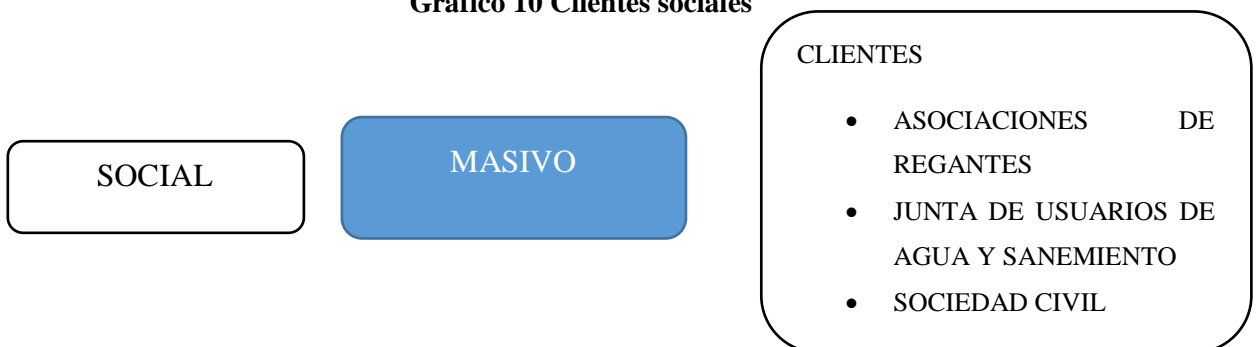 Gráfico 10 Clientes sociales
SOCIAL
MASIVO
CLIENTES
• ASOCIACIONES DE
REGANTES
• JUNTA DE USUARIOS DE
AGUA Y SANEMIENTO
• SOCIEDAD CIVIL